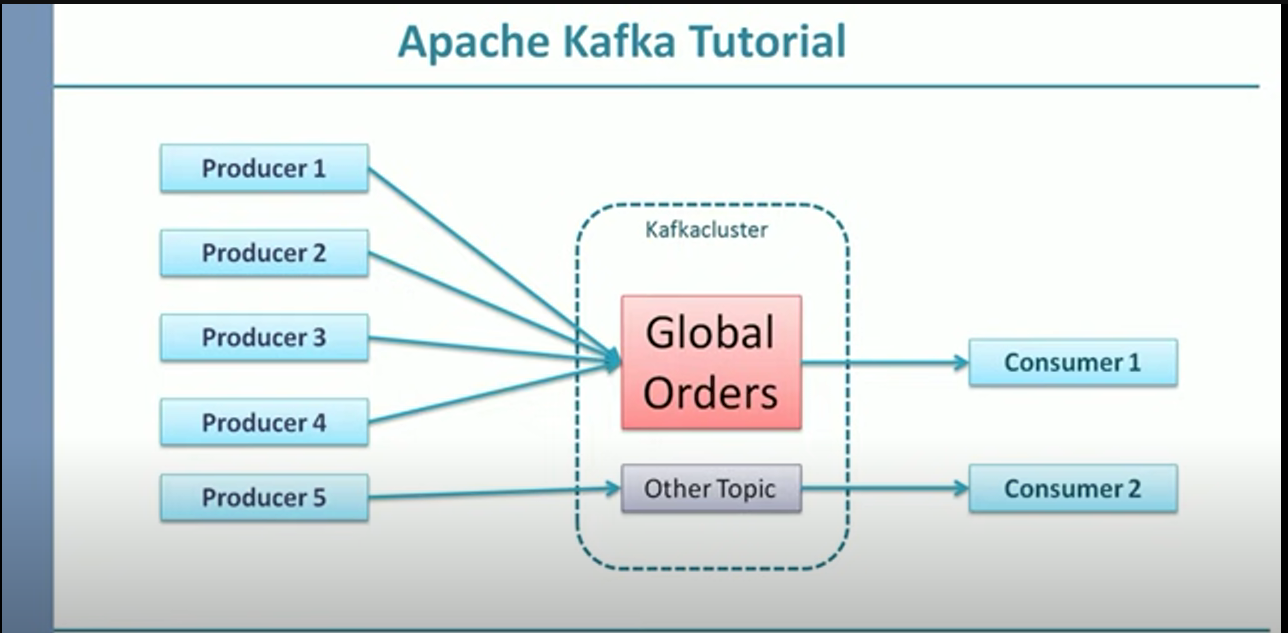 Apache Kafka Tutorial
Producer 1
Producer 2
Producer 3
Producer 4
Producer 5
Kafkacluster
Global
Orders
Other Topic
Consumer 1
Consumer 2